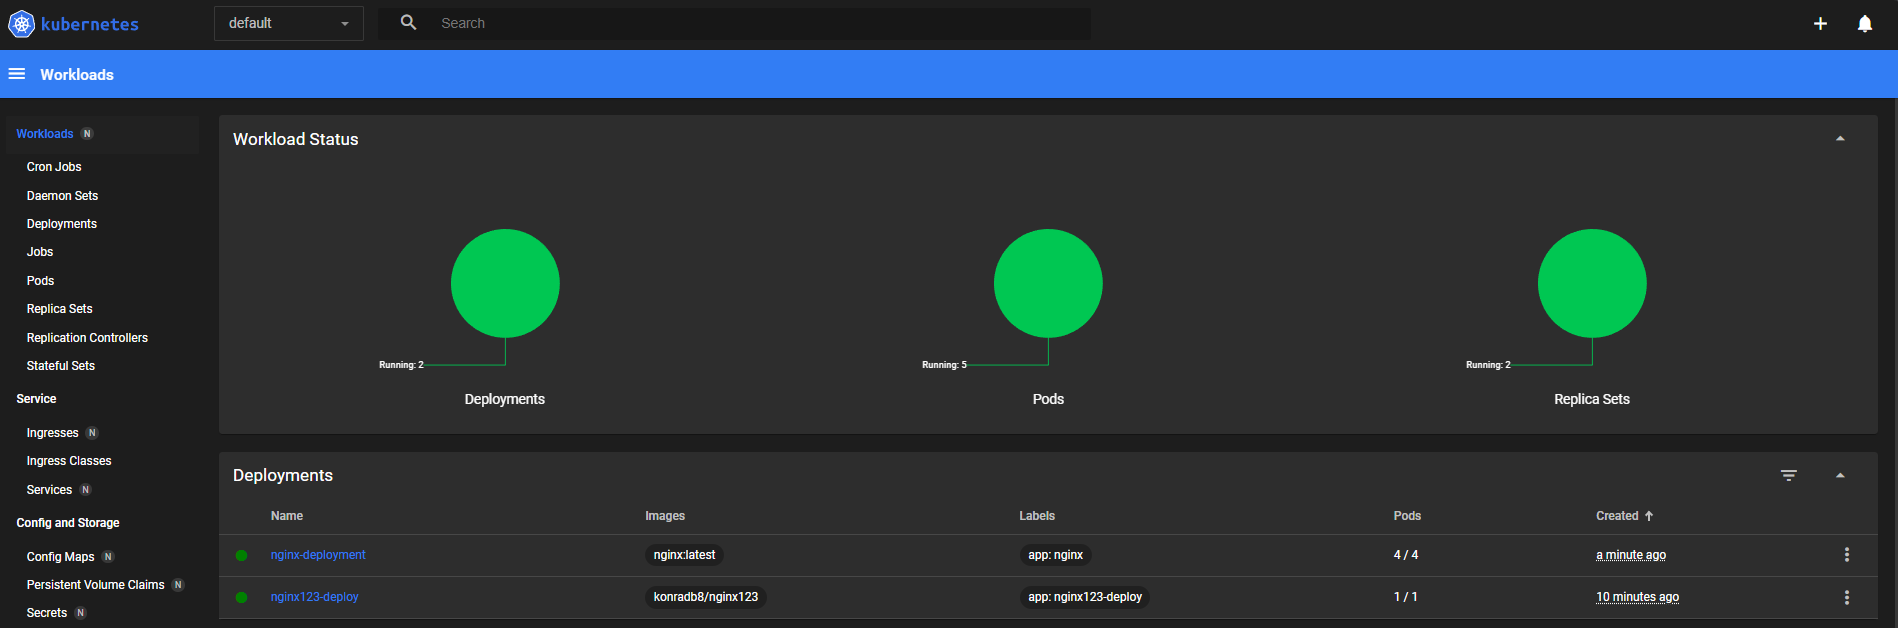 kubernetes
default
Search
Workloads
Workloads N
Cron Jobs
Daemon Sets
Deployments
Jobs
Pods
Replica Sets
Replication Controllers
Stateful Sets
Service
Ingresses N
Ingress Classes
Services N
Config and Storage
Config Maps N
Persistent Volume Claims N
Secrets N
Workload Status
Running: 2
Deployments
Running: 5
Pods
Running: 2
Replica Sets
Deployments
Name Images Labels Pods Created
nginx-deployment nginx:latest app: nginx 4 / 4 a minute ago
nginx123-deploy konradb8/nginx123 app: nginx123-deploy 1 / 1 10 minutes ago